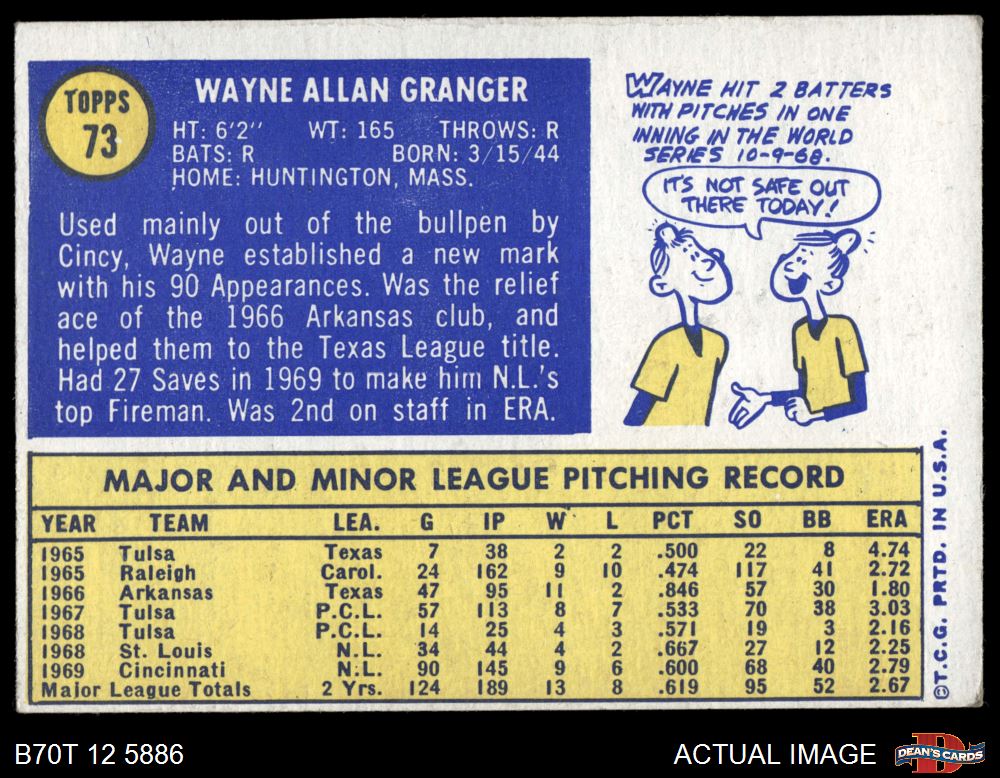 TOPPS
73
WAYNE ALLAN GRANGER
HT: 6'2" WT: 165 THROWS: R
BATS: R BORN: 3/15/44
HOME: HUNTINGTON, MASS.
Used mainly out of the bullpen by
Cincy, Wayne established a new mark
with his 90 Appearances. Was the relief
ace of the 1966 Arkansas club, and
helped them to the Texas League title.
Had 27 Saves in 1969 to make him N.L.'s
top Fireman. Was 2nd on staff in ERA.
WAYNE HIT 2 BATTERS
WITH PITCHES IN ONE
INNING IN THE WORLD
SERIES 10-9-68.
IT'S NOT SAFE OUT
THERE TODAY!
MAJOR AND MINOR LEAGUE PITCHING RECORD
YEAR TEAM LEA. G IP W L PCT SO BB ERA
1965 Tulsa Texas 7 38 2 2 .500 22 8 4.74
1965 Raleigh Carol. 24 162 9 10 .474 117 41 2.72
1966 Arkansas Texas 47 95 11 2 .846 57 30 1.80
1967 Tulsa P.C.L. 57 113 8 7 .533 70 38 3.03
1968 Tulsa P.C.L. 14 25 4 3 .571 19 3 2.16
1968 St. Louis N.L. 34 44 4 2 .667 27 12 2.25
1969 Cincinnati N.L. 90 145 9 6 .600 68 40 2.79
Major League Totals 2 Yrs. 124 189 13 8 .619 95 52 2.67
©T.C.G. PRTD. IN U.S.A.
B70T 12 5886
ACTUAL IMAGE
DEAN'S CARDS